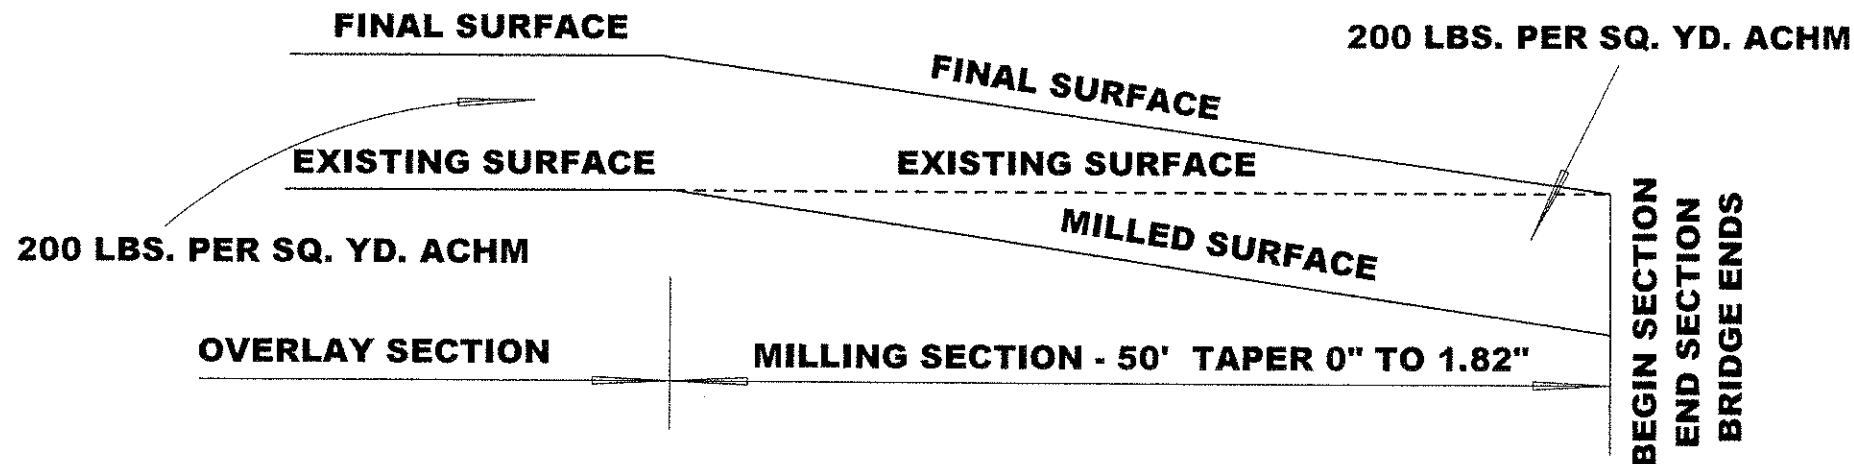 FINAL SURFACE
200 LBS. PER SQ. YD. ACHM
FINAL SURFACE
EXISTING SURFACE
EXISTING SURFACE
MILLED SURFACE
200 LBS. PER SQ. YD. ACHM
OVERLAY SECTION
MILLING SECTION - 50' TAPER 0" TO 1.82"
BEGIN SECTION
END SECTION
BRIDGE ENDS